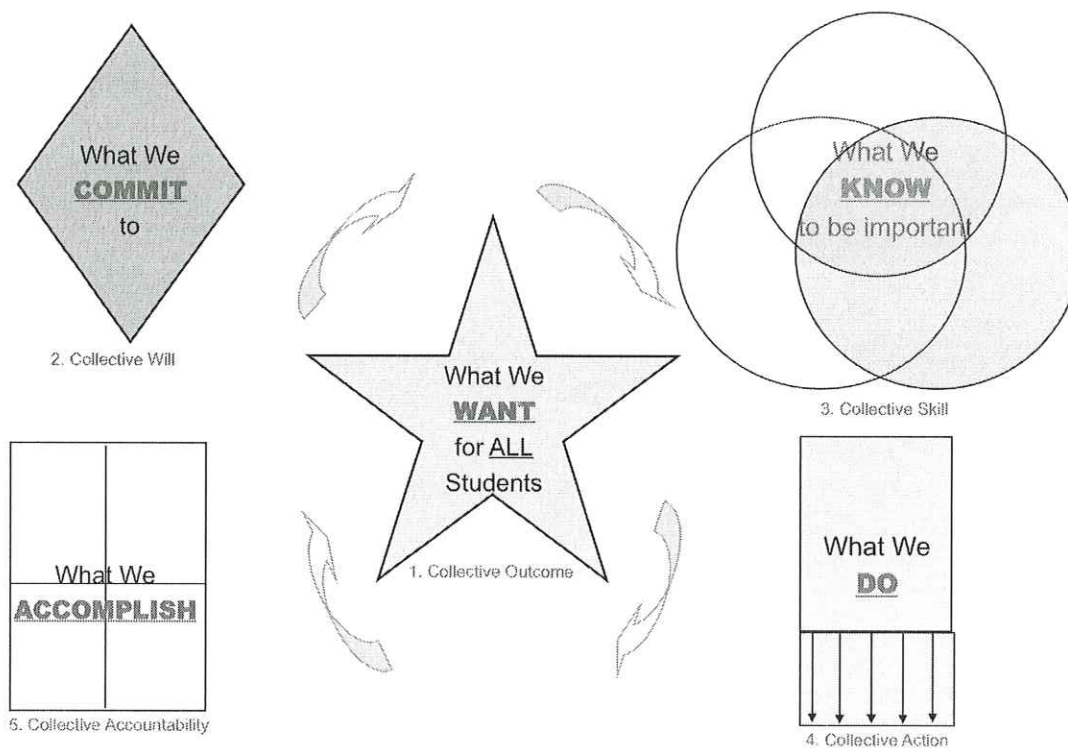 What We
COMMIT
to
2. Collective Will
What We
KNOW
to be important
3. Collective Skill
What We
WANT
for ALL
Students
1. Collective Outcome
What We
ACCOMPLISH
5. Collective Accountability
What We
DO
4. Collective Action